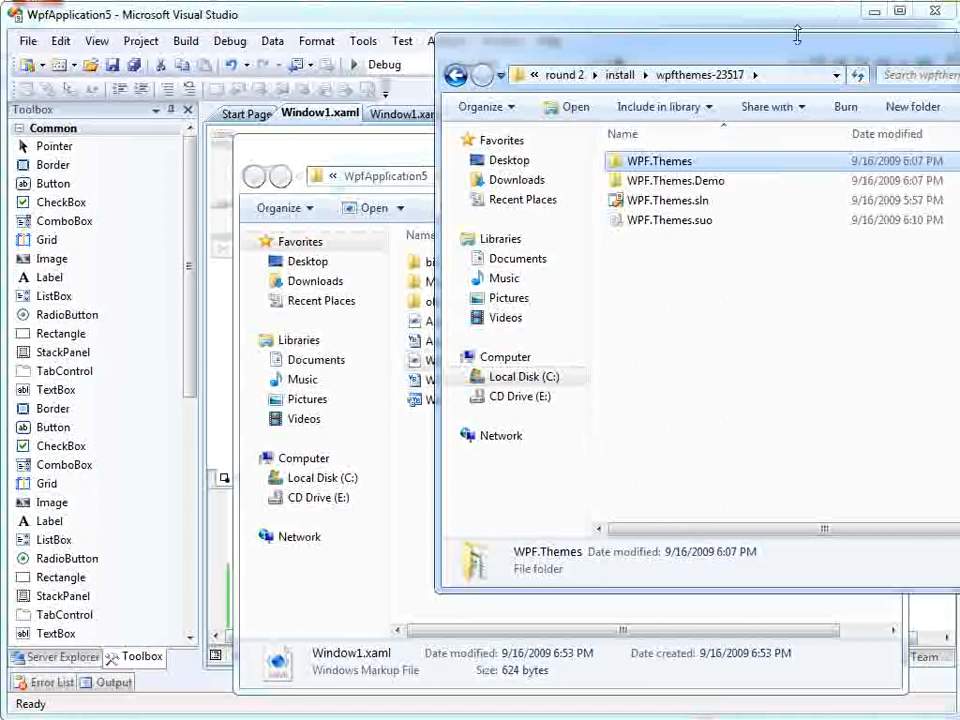 WpfApplication5 - Microsoft Visual Studio
File Edit View Project Build Debug Data Format Tools Test
Debug
Toolbox
Common
Pointer
Border
Button
CheckBox
ComboBox
Grid
Image
Label
ListBox
RadioButton
Rectangle
StackPanel
TabControl
TextBox
Border
Button
CheckBox
ComboBox
Grid
Image
Label
ListBox
RadioButton
Rectangle
StackPanel
TabControl
TextBox
Server Explorer Toolbox
Error List Output
Ready
Start Page Window1.xaml Window1.xar
« WpfApplication5
Organize Open
Name
Favorites
Desktop
Downloads
Recent Places
Libraries
Documents
Music
Pictures
Videos
Computer
Local Disk (C:)
CD Drive (E:)
Network
Window1.xaml Date modified: 9/16/2009 6:53 PM Date created: 9/16/2009 6:53 PM
Windows Markup File Size: 624 bytes
Team
« round 2 install wpfthemes-23517 Search wpfthem
Organize Open Include in library Share with Burn New folder
Favorites
Desktop
Downloads
Recent Places
Libraries
Documents
Music
Pictures
Videos
Computer
Local Disk (C:)
CD Drive (E:)
Network
Name Date modified
WPF.Themes 9/16/2009 6:07 PM
WPF.Themes.Demo 9/16/2009 6:07 PM
WPF.Themes.sln 9/16/2009 5:57 PM
WPF.Themes.suo 9/16/2009 6:10 PM
WPF.Themes Date modified: 9/16/2009 6:07 PM
File folder